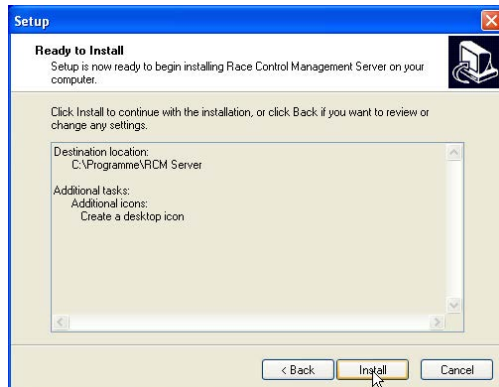 Setup
Ready to Install
Setup is now ready to begin installing Race Control Management Server on your
computer.
Click Install to continue with the installation, or click Back if you want to review or
change any settings.
Destination location:
C:\Programme\RCM Server
Additional tasks:
Additional icons:
Create a desktop icon
< Back
Install
Cancel